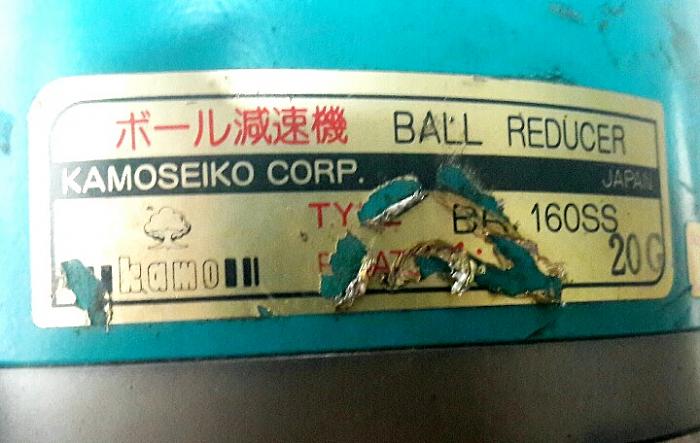 ボール減速機 BALL REDUCER
KAMOSEIKO CORP. JAPAN
160SS
20G
kamo